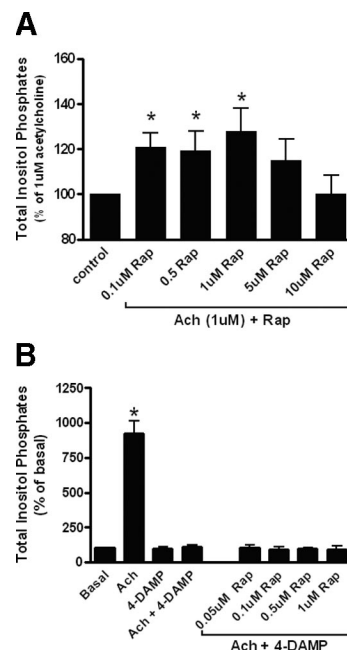 A
Total Inositol Phosphates
(% of 1uM acetylcholine)
160
140
120
100
80
*
*
*
control
0.1uM Rap
0.5 Rap
1uM Rap
5uM Rap
10uM Rap
Ach (1uM) + Rap
B
Total Inositol Phosphates
(% of basal)
1250
1000
750
500
250
0
*
Basal
Ach
4-DAMP
Ach + 4-DAMP
0.05uM Rap
0.1uM Rap
0.5uM Rap
1uM Rap
Ach + 4-DAMP